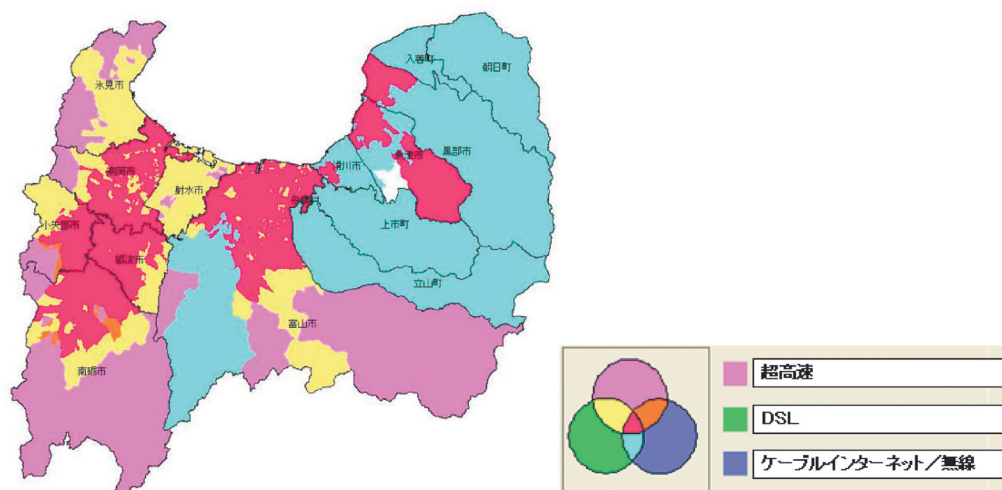 入善町
朝日町
氷見市
黒部市
魚津市
滑川市
高岡市
射水市
舟橋村
上市町
小矢部市
砺波市
立山町
富山市
南砺市
超高速
DSL
ケーブルインターネット／無線